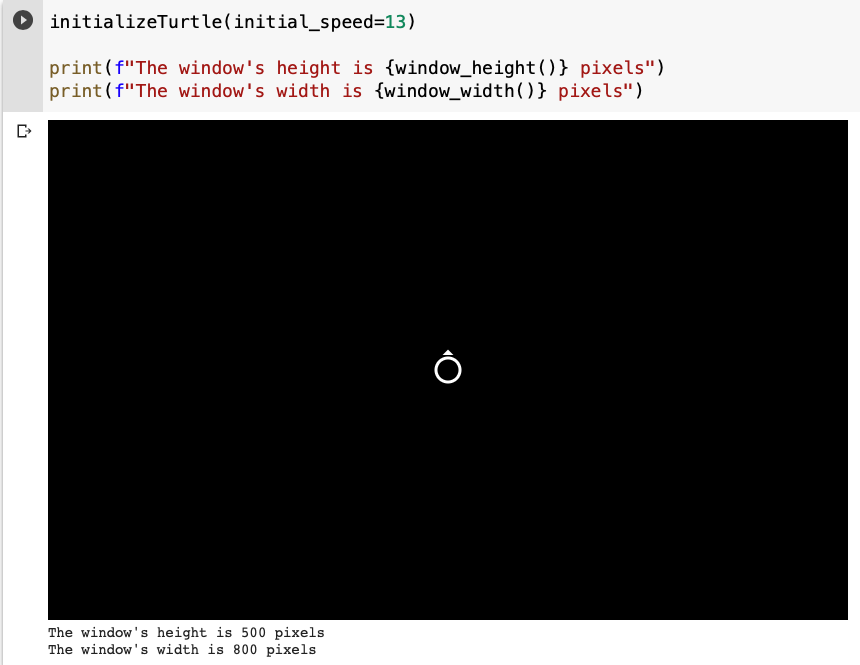 initializeTurtle(initial_speed=13)
print(f"The window's height is {window_height()} pixels")
print(f"The window's width is {window_width()} pixels")
The window's height is 500 pixels
The window's width is 800 pixels